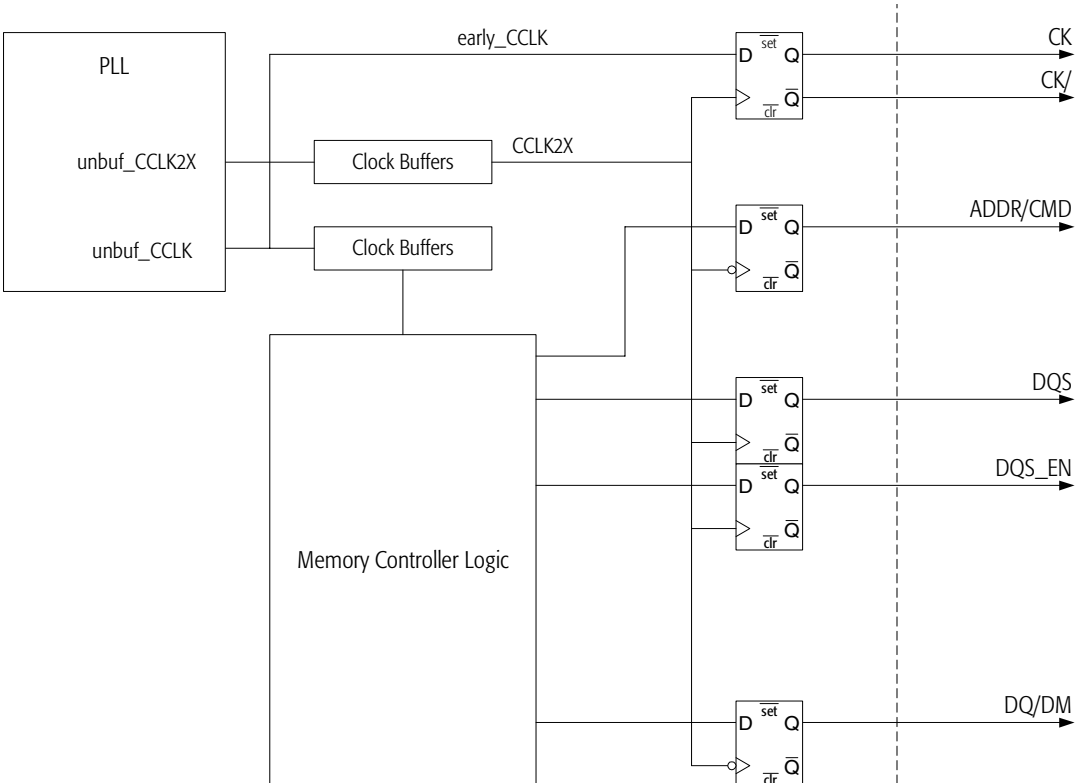 early_CCLK
CK
PLL
D set Q
CK/
clr Q
unbuf_CCLK2X
Clock Buffers
CCLK2X
ADDR/CMD
D set Q
unbuf_CCLK
Clock Buffers
clr Q
DQS
D set Q
clr Q
DQS_EN
D set Q
clr Q
Memory Controller Logic
DQ/DM
D set Q
clr Q